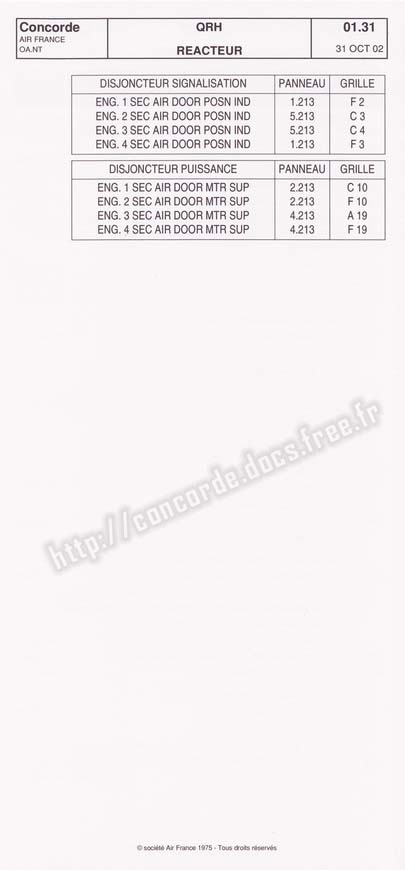 Concorde QRH 01.31
AIR FRANCE
OA.NT REACTEUR 31 OCT 02
DISJONCTEUR SIGNALISATION PANNEAU GRILLE
ENG. 1 SEC AIR DOOR POSN IND 1.213 F 2
ENG. 2 SEC AIR DOOR POSN IND 5.213 C 3
ENG. 3 SEC AIR DOOR POSN IND 5.213 C 4
ENG. 4 SEC AIR DOOR POSN IND 1.213 F 3
DISJONCTEUR PUISSANCE PANNEAU GRILLE
ENG. 1 SEC AIR DOOR MTR SUP 2.213 C 10
ENG. 2 SEC AIR DOOR MTR SUP 2.213 F 10
ENG. 3 SEC AIR DOOR MTR SUP 4.213 A 19
ENG. 4 SEC AIR DOOR MTR SUP 4.213 F 19
http://concorde.docs.free.fr
© société Air France 1975 - Tous droits réservés